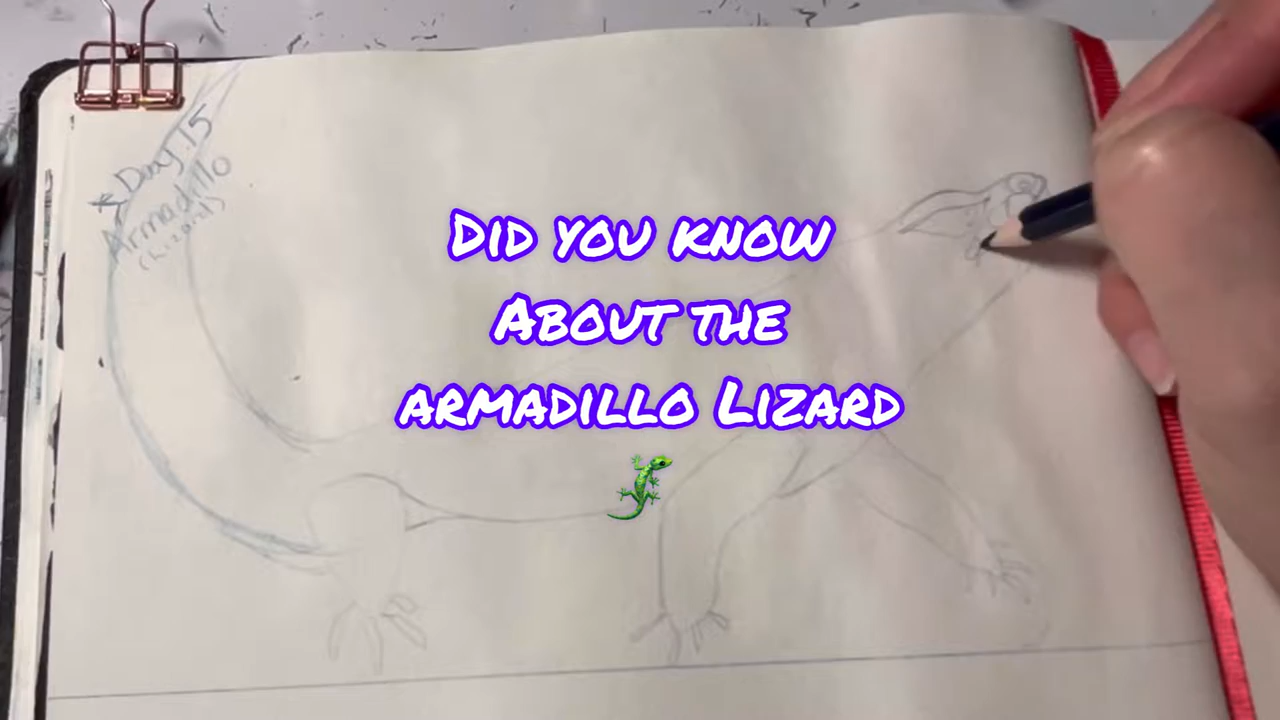 * Day 15
Armadillo
(Lizard)
DID YOU KNOW
ABOUT THE
ARMADILLO LIZARD